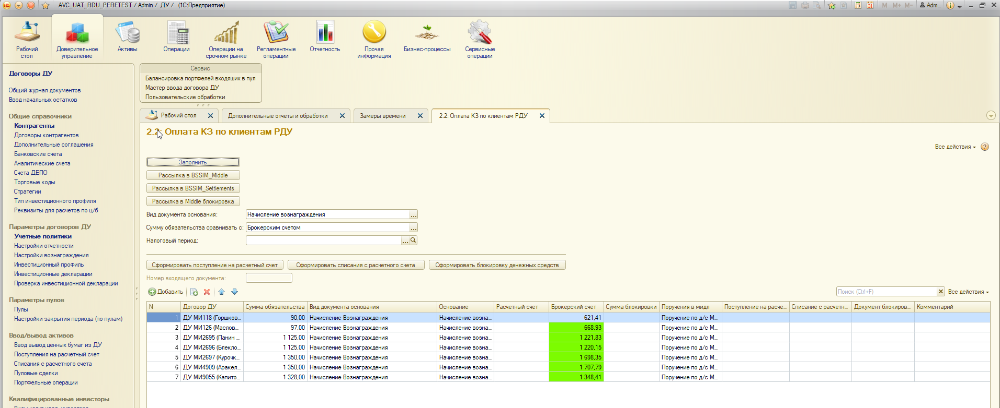 AVC_UAT_RDU_PERFTEST / Admin / ДУ / (1С:Предприятие)
M M+ M- Adm...
Рабочий стол
Доверительное управление
Активы
Операции
Операции на срочном рынке
Регламентные операции
Отчетность
Прочая информация
Бизнес-процессы
Сервисные операции
Договоры ДУ
Общий журнал документов
Ввод начальных остатков
Общие справочники
Контрагенты
Договоры контрагентов
Дополнительные соглашения
Банковские счета
Аналитические счета
Счета ДЕПО
Торговые коды
Стратегии
Тип инвестиционного профиля
Реквизиты для расчетов по ц/б
Параметры договоров ДУ
Учетные политики
Настройки отчетности
Настройки вознаграждения
Инвестиционный профиль
Инвестиционные декларации
Проверка инвестиционной декларации
Параметры пулов
Пулы
Настройки закрытия периода (по пулам)
Ввод/вывод активов
Ввод вывод ценных бумаг из ДУ
Поступления на расчетный счет
Списания с расчетного счета
Пуловые сделки
Портфельные операции
Квалифицированные инвесторы
Сервис
Балансировка портфелей входящих в пул
Мастер ввода договора ДУ
Пользовательские обработки
Рабочий стол
Дополнительные отчеты и обработки
Замеры времени
2.2: Оплата КЗ по клиентам РДУ
2.2: Оплата КЗ по клиентам РДУ
Все действия
Заполнить
Рассылка в BSSIM_Middle
Рассылка в BSSIM_Settlements
Рассылка в Middle блокировка
Вид документа основания: Начисление вознаграждения ...
Сумму обязательства сравнивать с: Брокерским счетом ...
Налоговый период: ...
Сформировать поступление на расчетный счет
Сформировать списания с расчетного счета
Сформировать блокировку денежных средств
Номер входящего документа:
Добавить
Поиск (Ctrl+F)
Все действия
N Договор ДУ Сумма обязательства Вид документа основания Основание Расчетный счет Брокерский счет Сумма блокировки Поручения в мидл Поступление на расче... Списание с расчетн... Документ блокиров... Комментарий
1 ДУ МИ118 (Горшков... 90,00 Начисление Вознаграждения Начисление возна... 621,41 Поручение по д/с М...
2 ДУ МИ126 (Маслов... 97,00 Начисление Вознаграждения Начисление возна... 668,93 Поручение по д/с М...
3 ДУ МИ2695 (Панин ... 1 125,00 Начисление Вознаграждения Начисление возна... 1 221,83 Поручение по д/с М...
4 ДУ МИ2696 (Блекло... 1 125,00 Начисление Вознаграждения Начисление возна... 1 220,15 Поручение по д/с М...
5 ДУ МИ2697 (Курочк... 1 350,00 Начисление Вознаграждения Начисление возна... 1 698,35 Поручение по д/с М...
6 ДУ МИ4909 (Аракел... 1 350,00 Начисление Вознаграждения Начисление возна... 1 707,79 Поручение по д/с М...
7 ДУ МИ9055 (Капито... 1 328,00 Начисление Вознаграждения Начисление возна... 1 348,41 Поручение по д/с М...